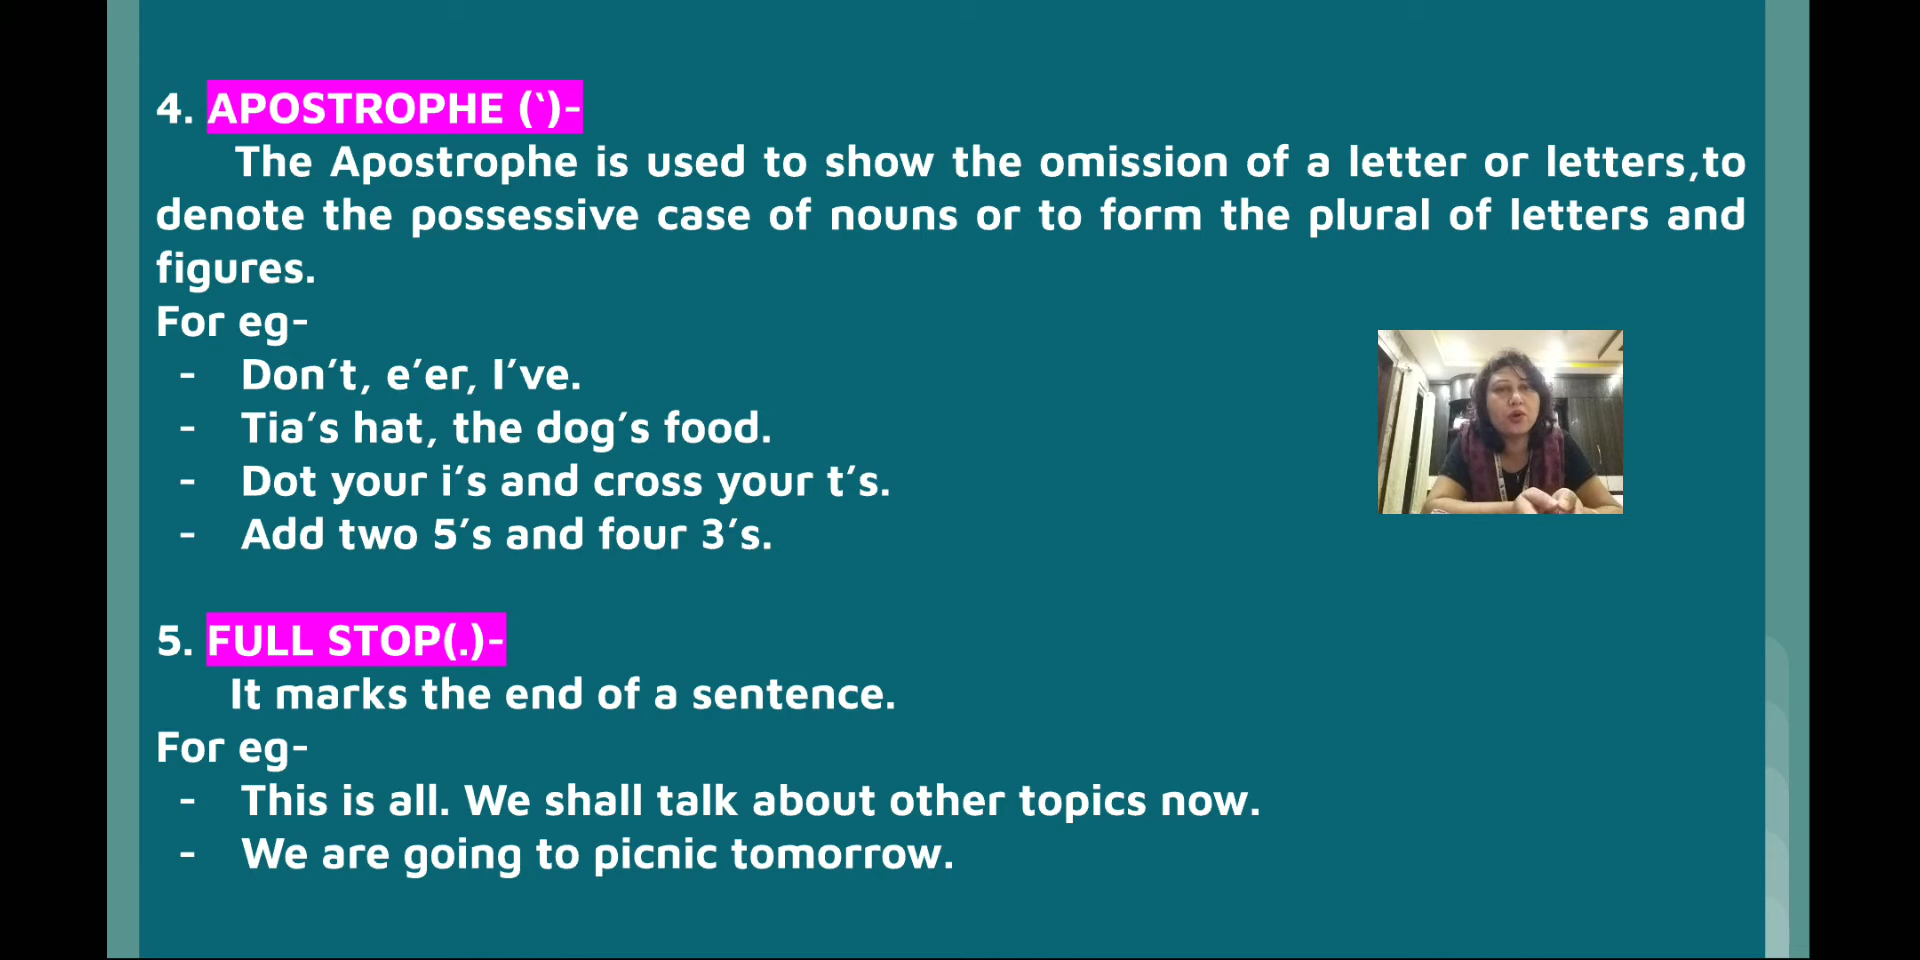 4. APOSTROPHE (‵)-
The Apostrophe is used to show the omission of a letter or letters,to
denote the possessive case of nouns or to form the plural of letters and
figures.
For eg-
- Don’t, e’er, I’ve.
- Tia’s hat, the dog’s food.
- Dot your i’s and cross your t’s.
- Add two 5’s and four 3’s.
5. FULL STOP(.)-
It marks the end of a sentence.
For eg-
- This is all. We shall talk about other topics now.
- We are going to picnic tomorrow.